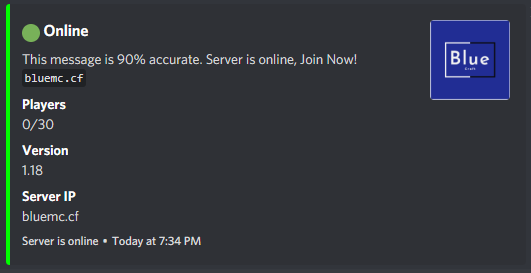 Online
This message is 90% accurate. Server is online, Join Now!
bluemc.cf
Players
0/30
Version
1.18
Server IP
bluemc.cf
Server is online • Today at 7:34 PM
Blue
Craft